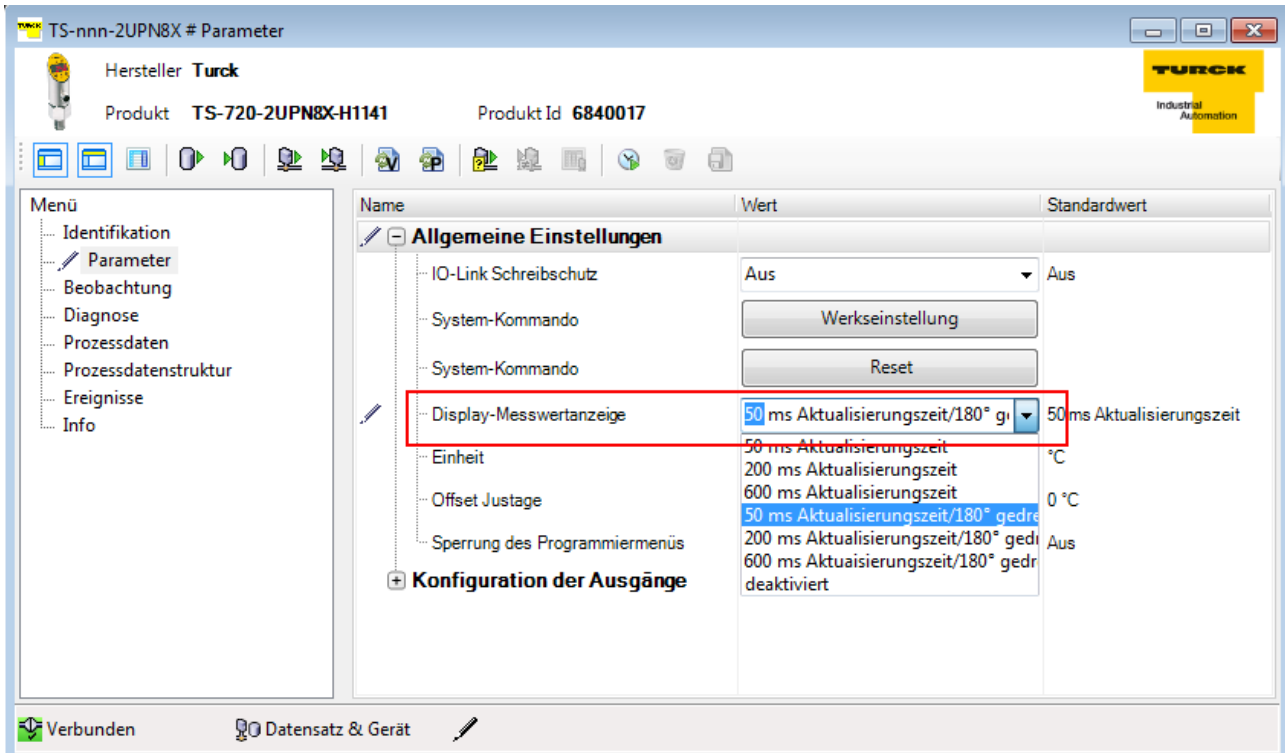 TS-nnn-2UPN8X # Parameter
Hersteller Turck
TURCK
Industrial
Automation
Produkt TS-720-2UPN8X-H1141 Produkt Id 6840017
Menü
Identifikation
Parameter
Beobachtung
Diagnose
Prozessdaten
Prozessdatenstruktur
Ereignisse
Info
Name Wert Standardwert
Allgemeine Einstellungen
IO-Link Schreibschutz Aus Aus
System-Kommando Werkseinstellung
System-Kommando Reset
Display-Messwertanzeige 50 ms Aktualisierungszeit/180° ge 50 ms Aktualisierungszeit
50 ms Aktualisierungszeit
Einheit °C
200 ms Aktualisierungszeit
600 ms Aktualisierungszeit
Offset Justage 0 °C
50 ms Aktualisierungszeit/180° gedre
200 ms Aktualisierungszeit/180° gedr
Sperrung des Programmiermenüs Aus
600 ms Aktuaisierungszeit/180° gedr
Konfiguration der Ausgänge
deaktiviert
Verbunden Datensatz & Gerät